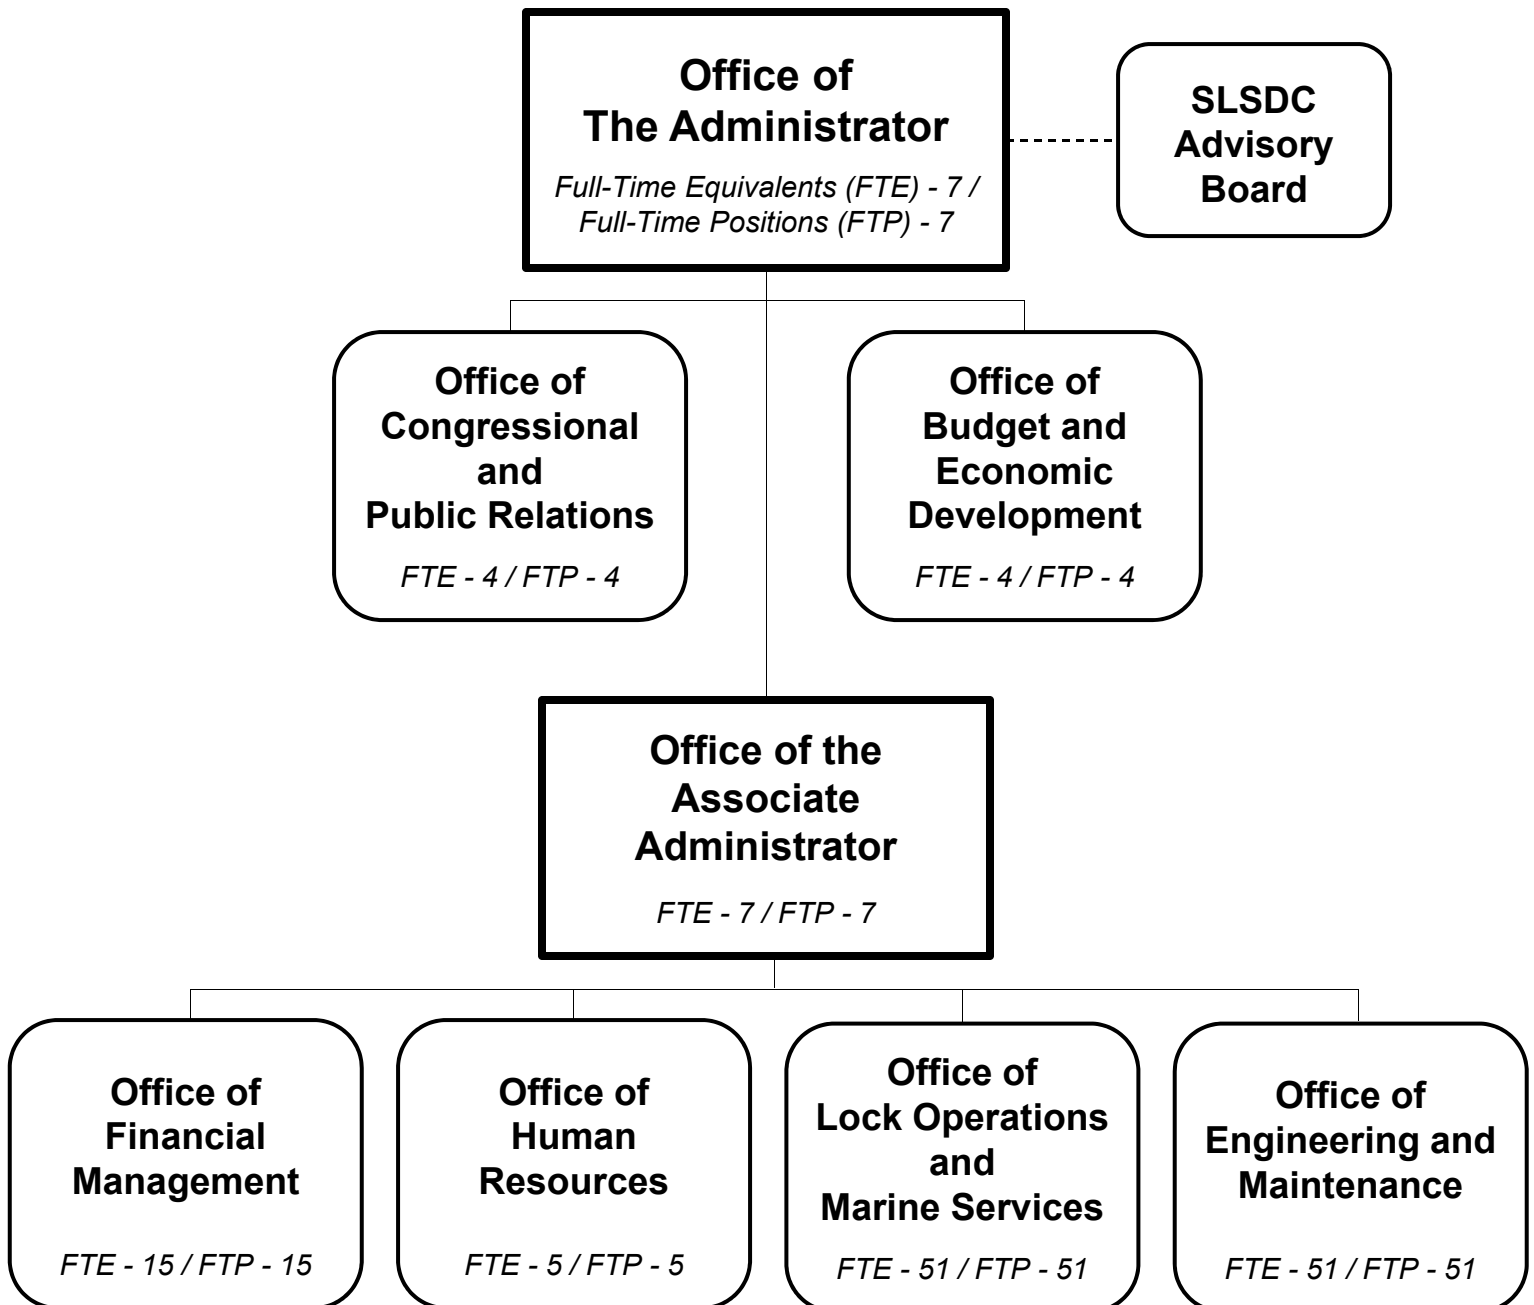 Office of
The Administrator
Full-Time Equivalents (FTE) - 7 /
Full-Time Positions (FTP) - 7
SLSDC
Advisory
Board
Office of
Congressional
and
Public Relations
FTE - 4 / FTP - 4
Office of
Budget and
Economic
Development
FTE - 4 / FTP - 4
Office of the
Associate
Administrator
FTE - 7 / FTP - 7
Office of
Financial
Management
FTE - 15 / FTP - 15
Office of
Human
Resources
FTE - 5 / FTP - 5
Office of
Lock Operations
and
Marine Services
FTE - 51 / FTP - 51
Office of
Engineering and
Maintenance
FTE - 51 / FTP - 51